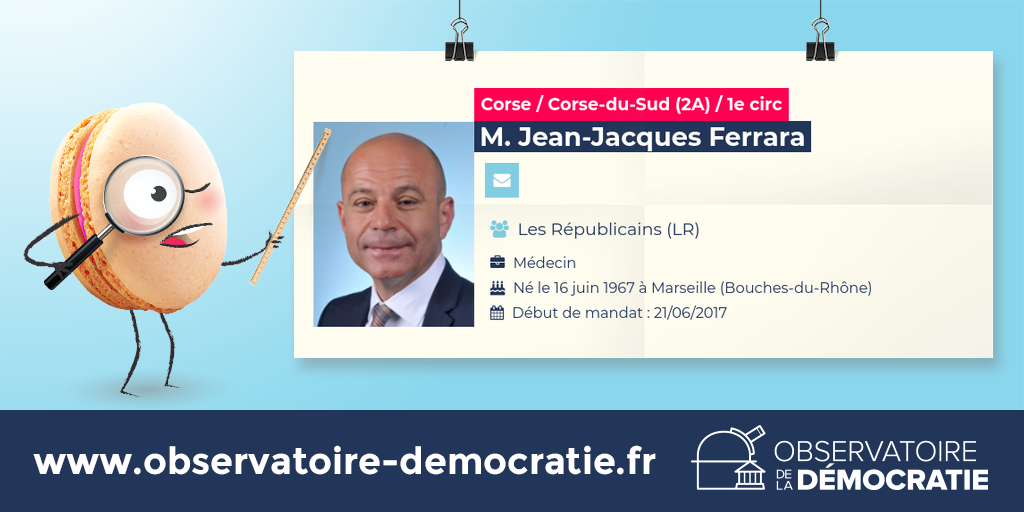 Corse / Corse-du-Sud (2A) / 1e circ
M. Jean-Jacques Ferrara
Les Républicains (LR)
Médecin
Né le 16 juin 1967 à Marseille (Bouches-du-Rhône)
Début de mandat : 21/06/2017
www.observatoire-democratie.fr
OBSERVATOIRE
DE LA DÉMOCRATIE